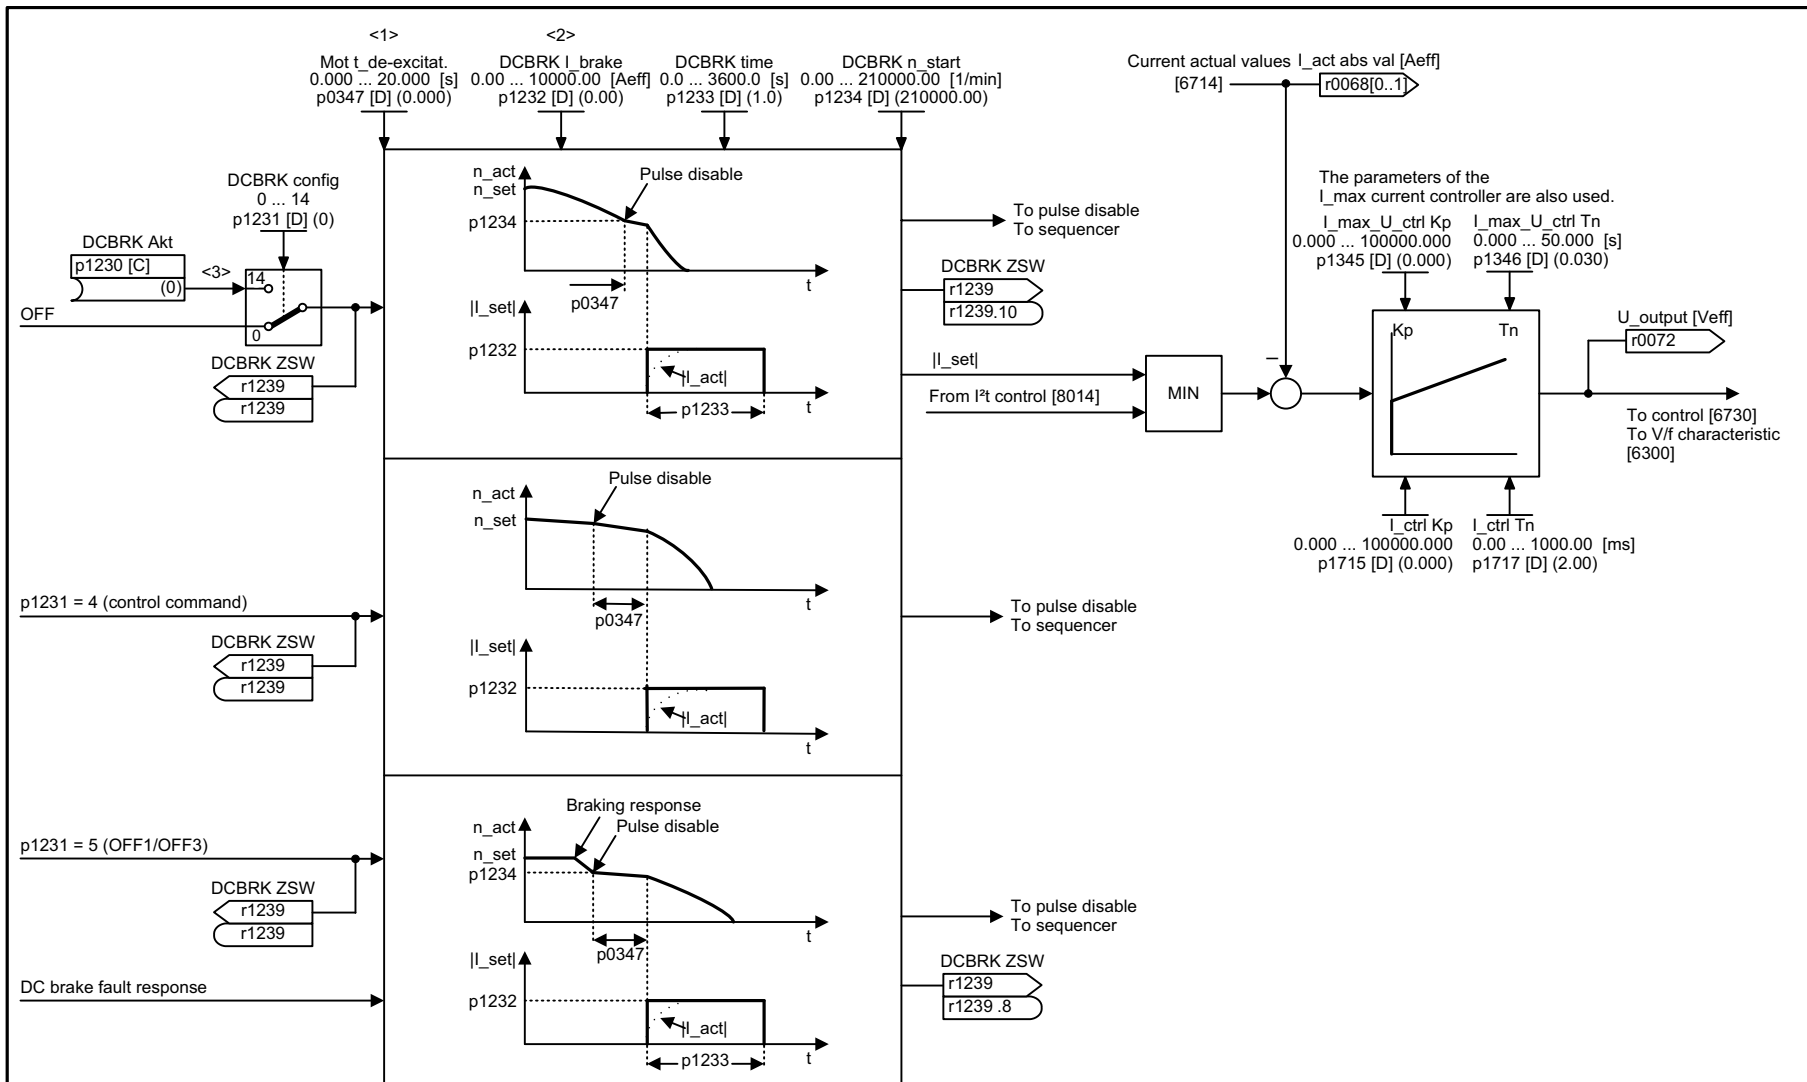 <1>
Mot t_de-excitat.
0.000 ... 20.000 [s]
p0347 [D] (0.000)
<2>
DCBRK I_brake
0.00 ... 10000.00 [Aeff]
p1232 [D] (0.00)
DCBRK time
0.0 ... 3600.0 [s]
p1233 [D] (1.0)
DCBRK n_start
0.00 ... 210000.00 [1/min]
p1234 [D] (210000.00)
Current actual values
[6714]
I_act abs val [Aeff]
r0068[0..1]
DCBRK config
0 ... 14
p1231 [D] (0)
DCBRK Akt
p1230 [C]
(0)
<3>
14
0
OFF
DCBRK ZSW
r1239
r1239
n_act
n_set
p1234
Pulse disable
t
p0347
|I_set|
p1232
|I_act|
t
p1233
To pulse disable
To sequencer
DCBRK ZSW
r1239
r1239.10
|I_set|
From I²t control [8014]
MIN
–
The parameters of the
I_max current controller are also used.
I_max_U_ctrl Kp
0.000 ... 100000.000
p1345 [D] (0.000)
I_max_U_ctrl Tn
0.000 ... 50.000 [s]
p1346 [D] (0.030)
Kp
Tn
U_output [Veff]
r0072
To control [6730]
To V/f characteristic
[6300]
I_ctrl Kp
0.000 ... 100000.000
p1715 [D] (0.000)
I_ctrl Tn
0.00 ... 1000.00 [ms]
p1717 [D] (2.00)
p1231 = 4 (control command)
DCBRK ZSW
r1239
r1239
n_act
n_set
Pulse disable
t
p0347
|I_set|
p1232
|I_act|
t
To pulse disable
To sequencer
p1231 = 5 (OFF1/OFF3)
DCBRK ZSW
r1239
r1239
DC brake fault response
Braking response
Pulse disable
n_act
n_set
p1234
t
p0347
|I_set|
p1232
|I_act|
t
p1233
To pulse disable
To sequencer
DCBRK ZSW
r1239
r1239 .8